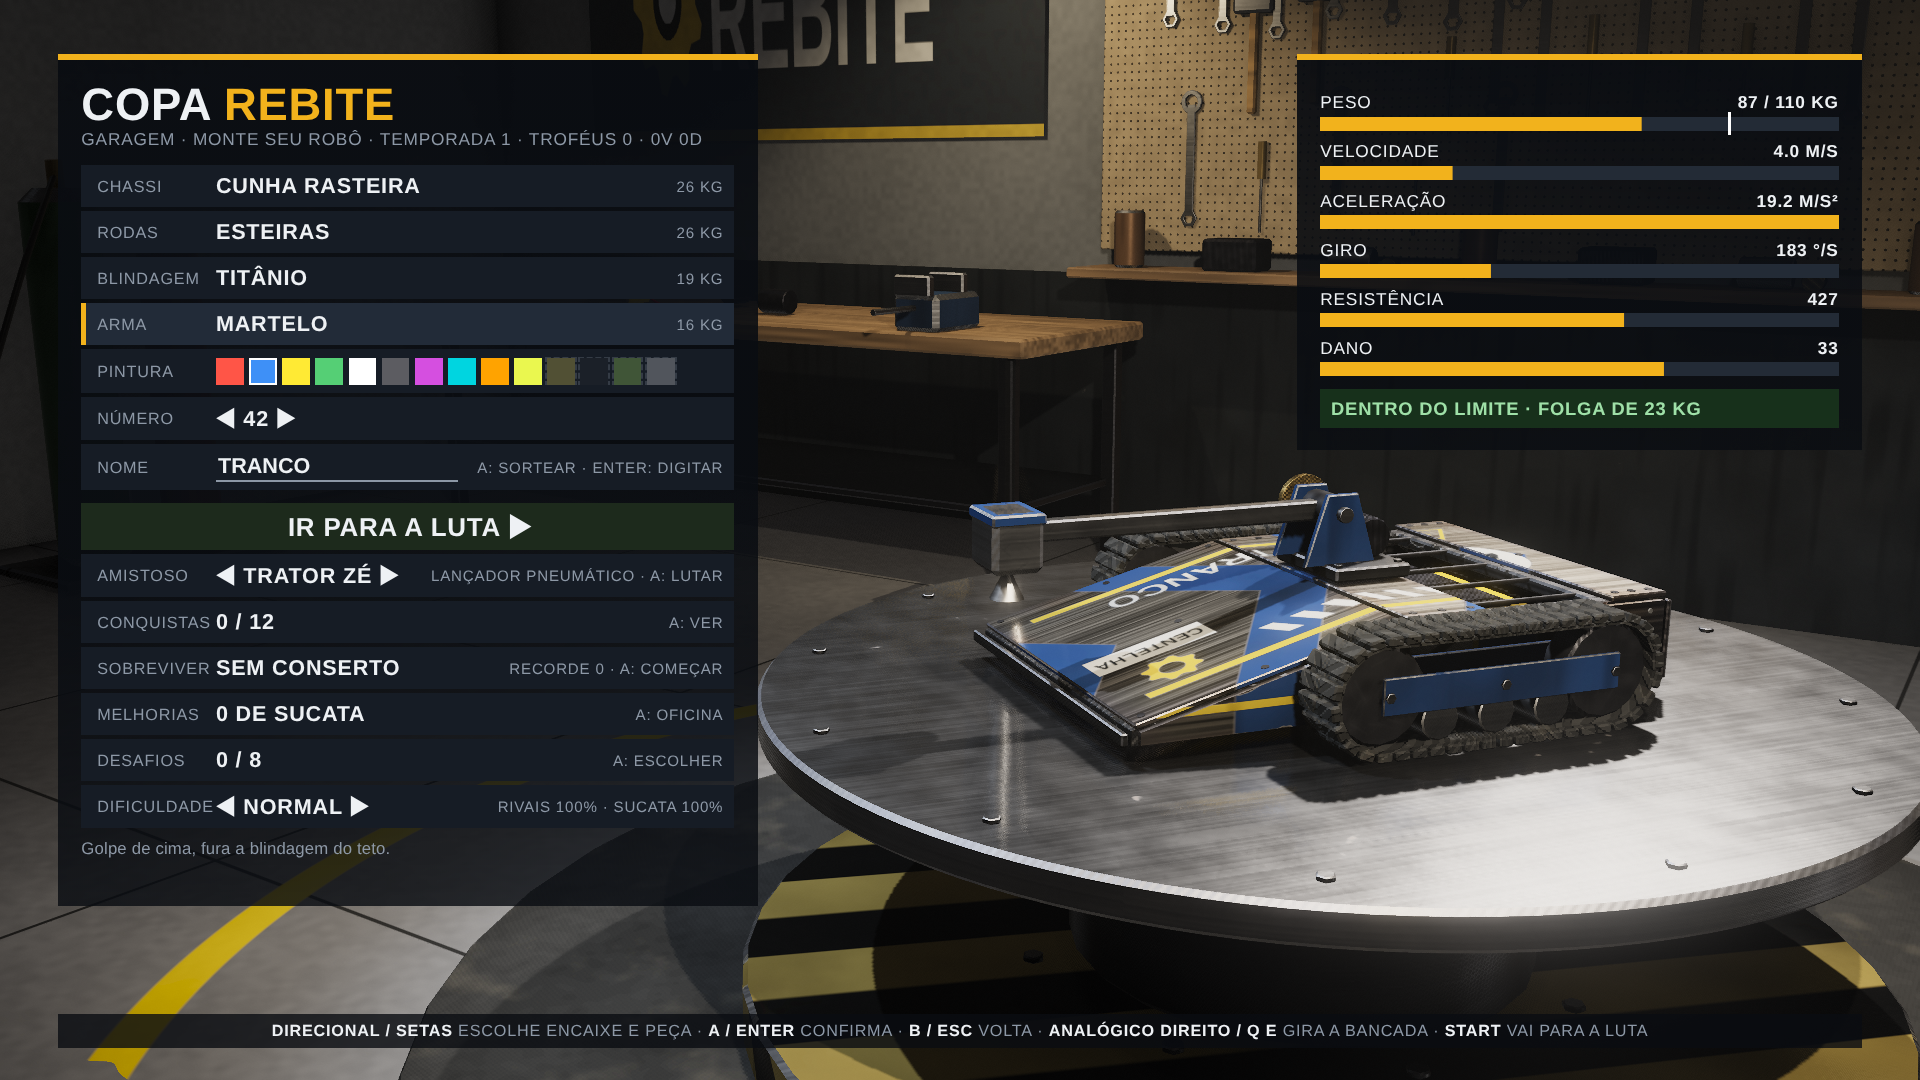 REBITE
COPA REBITE
GARAGEM · MONTE SEU ROBÔ · TEMPORADA 1 · TROFÉUS 0 · 0V 0D
CHASSI CUNHA RASTEIRA 26 KG
RODAS ESTEIRAS 26 KG
BLINDAGEM TITÂNIO 19 KG
ARMA MARTELO 16 KG
PINTURA
NÚMERO ◀ 42 ▶
NOME TRANCO A: SORTEAR · ENTER: DIGITAR
IR PARA A LUTA ▶
AMISTOSO ◀ TRATOR ZÉ ▶ LANÇADOR PNEUMÁTICO · A: LUTAR
CONQUISTAS 0 / 12 A: VER
SOBREVIVER SEM CONSERTO RECORDE 0 · A: COMEÇAR
MELHORIAS 0 DE SUCATA A: OFICINA
DESAFIOS 0 / 8 A: ESCOLHER
DIFICULDADE ◀ NORMAL ▶ RIVAIS 100% · SUCATA 100%
Golpe de cima, fura a blindagem do teto.
PESO 87 / 110 KG
VELOCIDADE 4.0 M/S
ACELERAÇÃO 19.2 M/S²
GIRO 183 °/S
RESISTÊNCIA 427
DANO 33
DENTRO DO LIMITE · FOLGA DE 23 KG
RANCO
CENTELHA
DIRECIONAL / SETAS ESCOLHE ENCAIXE E PEÇA · A / ENTER CONFIRMA · B / ESC VOLTA · ANALÓGICO DIREITO / Q E GIRA A BANCADA · START VAI PARA A LUTA